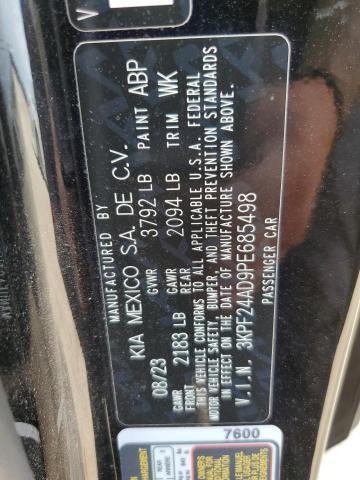 MANUFACTURED BY
KIA MEXICO S.A. DE C.V.
08/23 GVWR 3792 LB PAINT ABP
GAWR FRONT 2183 LB GAWR REAR 2094 LB TRIM WK
THIS VEHICLE CONFORMS TO ALL APPLICABLE U.S.A. FEDERAL
MOTOR VEHICLE SAFETY, BUMPER, AND THEFT PREVENTION STANDARDS
IN EFFECT ON THE DATE OF MANUFACTURE SHOWN ABOVE.
V.I.N. 3KPF24AD9PE685498
PASSENGER CAR
7600
V